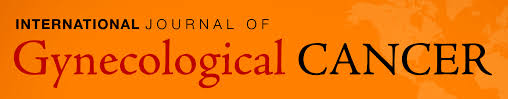 INTERNATIONAL JOURNAL OF
Gynecological CANCER